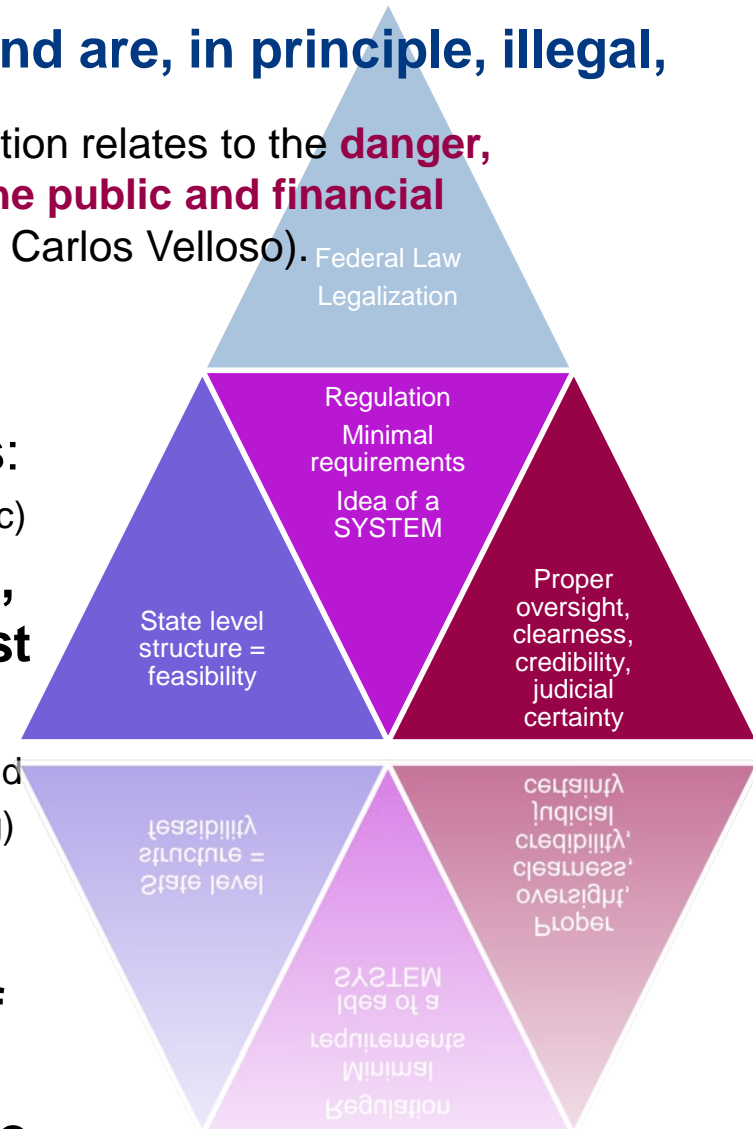 nd are, in principle, illegal,
tion relates to the danger,
ne public and financial
Carlos Velloso).
Federal Law
Legalization
s:
c)
,
st
d
)
f
Regulation
Minimal
requirements
Idea of a
SYSTEM
State level
structure =
feasibility
Proper
oversight,
clearness,
credibility,
judicial
certainty